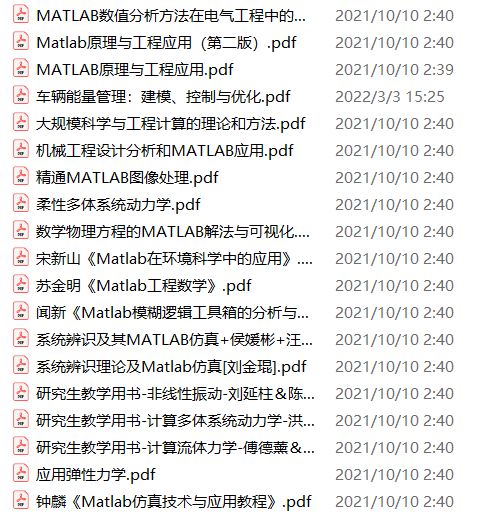 MATLAB数值分析方法在电气工程中的... 2021/10/10 2:40
Matlab原理与工程应用（第二版）.pdf 2021/10/10 2:40
MATLAB原理与工程应用.pdf 2021/10/10 2:39
车辆能量管理：建模、控制与优化.pdf 2022/3/3 15:25
大规模科学与工程计算的理论和方法.pdf 2021/10/10 2:40
机械工程设计分析和MATLAB应用.pdf 2021/10/10 2:40
精通MATLAB图像处理.pdf 2021/10/10 2:40
柔性多体系统动力学.pdf 2021/10/10 2:40
数学物理方程的MATLAB解法与可视化.... 2021/10/10 2:40
宋新山《Matlab在环境科学中的应用》.... 2021/10/10 2:40
苏金明《Matlab工程数学》.pdf 2021/10/10 2:40
闻新《Matlab模糊逻辑工具箱的分析与... 2021/10/10 2:40
系统辨识及其MATLAB仿真+侯媛彬+汪... 2021/10/10 2:40
系统辨识理论及Matlab仿真[刘金琨].pdf 2021/10/10 2:40
研究生教学用书-非线性振动-刘延柱＆陈... 2021/10/10 2:40
研究生教学用书-计算多体系统动力学-洪... 2021/10/10 2:40
研究生教学用书-计算流体力学-傅德薰＆... 2021/10/10 2:40
应用弹性力学.pdf 2021/10/10 2:40
钟麟《Matlab仿真技术与应用教程》.pdf 2021/10/10 2:40